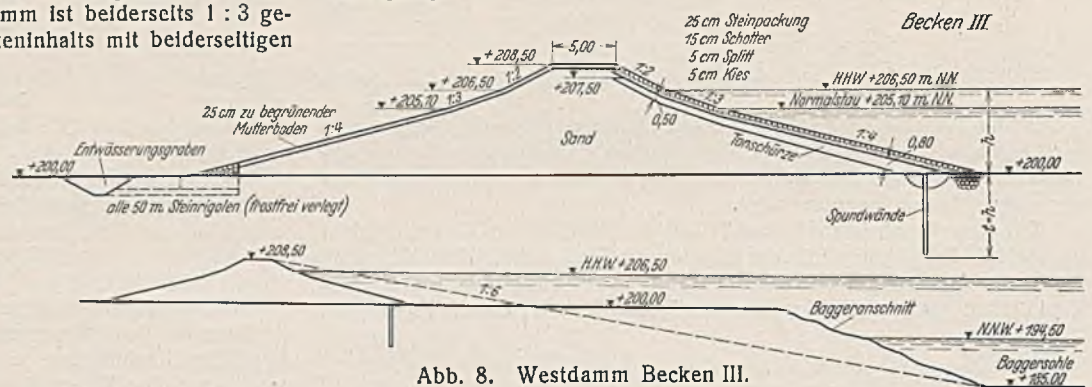 mm ist beiderseits 1 : 3 ge-
keninhalts mit beiderseitigen
25 cm Steinpackung
15 cm Schotter
5 cm Splitt
5 cm Kies
Becken III.
+208,50
5,00
1:2
+206,50
1:3
+205,10
+207,50
1:2
1:3
HHW +206,50 m. N.N.
Normalstau +205,10 m. N.N.
25 cm zu begrünender
Mutterboden
1:4
0,50
Sand
Tonschürze
1:4
0,80
h
Entwässerungsgraben
+200,00
+200,00
alle 50 m. Steinrigolen (frostfrei verlegt)
Spundwände
t=h
+208,50
H.H.W. +206,50
1:6
+200,00
Baggeranschnitt
N.N.W. +194,50
Baggersohle
+185,00
Abb. 8. Westdamm Becken III.